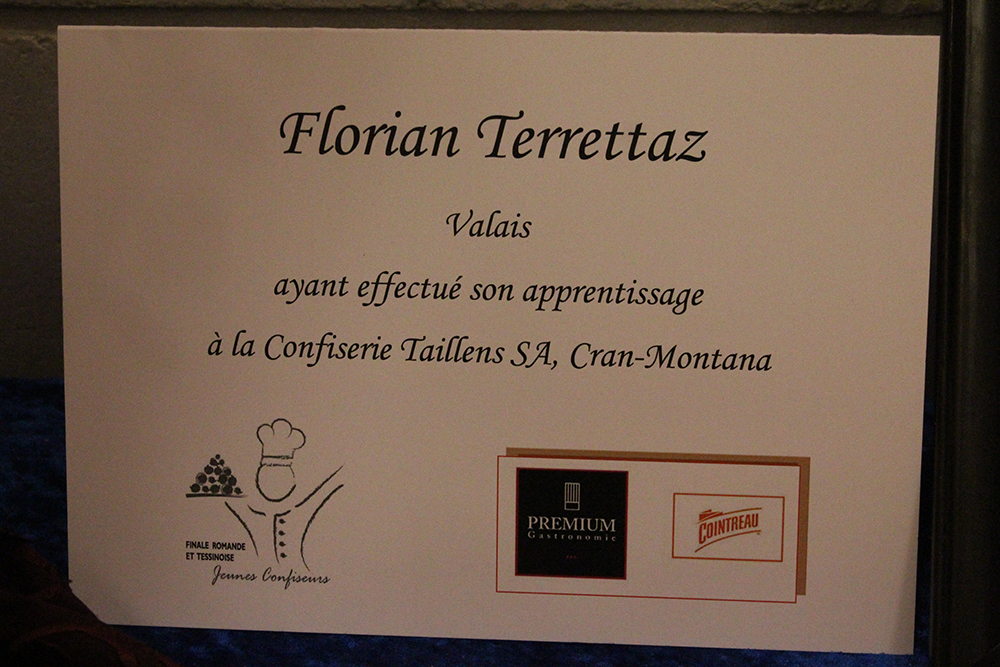 Florian Terrettaz
Valais
ayant effectué son apprentissage
à la Confiserie Taillens SA, Cran-Montana
FINALE ROMANDE
ET TESSINOISE
Jeunes Confiseurs
PREMIUM
Gastronomie
COINTREAU